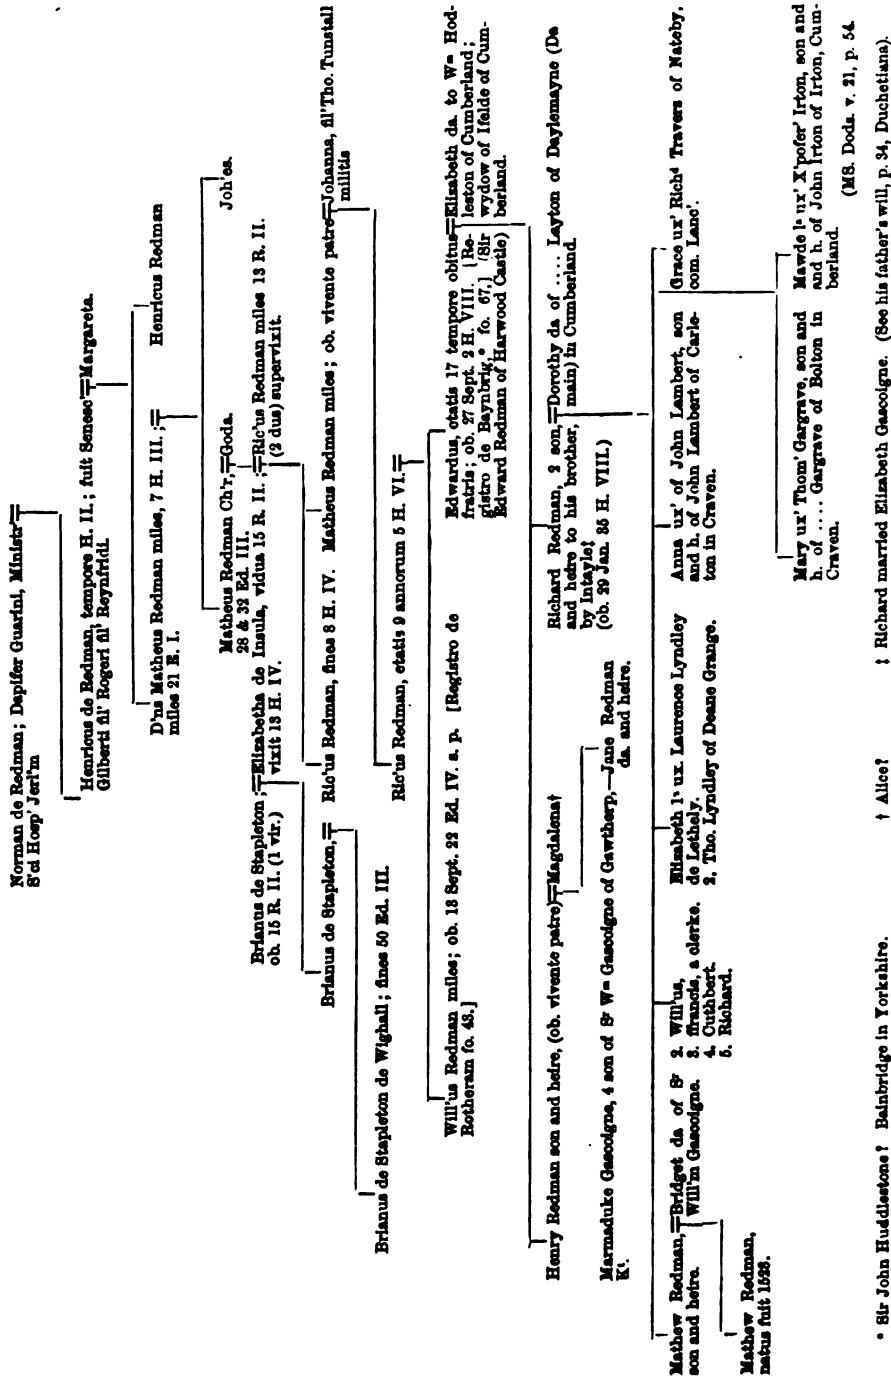 Norman de Redman; Dapifer Guarini, Ministr'
S'ci Hosp' Jerl'm
Henricus de Redman, tempore H. II.; fuit Senesc' Margareta.
Gilberti fil' Rogeri fil' Reynfridi.
D'ns Matheus Redman miles, 7 H. III.; Henricus Redman
miles 21 E. I.
Matheus Redman Ch'r, Goda. Joh'es.
28 & 32 Ed. III.
Brianus de Stapleton; Elizabetha de Insula, vidua 15 R. II.; Ric'us Redman miles 13 R. II.
ob. 15 R. II. (1 vir.) vixit 13 H. IV. (2 dus) supervixit.
Brianus de Stapleton, Ric'us Redman, fines 8 H. IV. Matheus Redman miles; ob. vivente patre Johanna, fil' Tho. Tunstall
militis
Brianus de Stapleton de Wighall; fines 50 Ed. III.
Ric'us Redman, etatis 9 annorum 5 H. VI.
Will'us Redman miles; ob. 18 Sept. 22 Ed. IV. s. p. [Registro de
Rotheram fo. 43.]
Edwardus, etatis 17 tempore obitus
fratris; ob. 27 Sept. 2 H. VIII. [Re-
gistro de Baynbrig,* fo. 67.] (Sir
Edward Redman of Harwood Castle)
Elizabeth da. to Wm Hod-
leston of Cumberland;
wydow of Ifelde of Cum-
berland.
Henry Redman son and heire, (ob. vivente patre) Magdalena†
Richard Redman, 2 son,
and heire to his brother,
by Intayle‡
(ob. 29 Jan. 35 H. VIII.)
Dorothy da of .... Layton of Daylemayne (De
main) in Cumberland.
Marmaduke Gascoigne, 4 son of Sr Wm Gascoigne of Gawtherp, Jane Redman
Kt. da. and heire.
Mathew Redman,
son and heire.
Bridget da of Sr
Will'm Gascoigne.
2. Will'us,
3. ffrancis, a clerke.
4. Cuthbert.
5. Richard.
Elizabeth 1a ux. Laurence Lyndley
de Lethely.
2. Tho. Lyndley of Deane Grange.
Anna ux' of John Lambert, son
and h. of John Lambert of Carle-
ton in Craven.
Grace ux' Richd Travers of Nateby,
com. Lanc'.
Mathew Redman,
natus fuit 1528.
Mary ux' Thom' Gargrave, son and
h. of .... Gargrave of Bolton in
Craven.
Mawde 1a ux' X'pofer' Irton, son and
and h. of John Irton of Irton, Cum-
berland.
(MS. Dods. v. 21, p. 54.
* Sir John Huddlestone? Bainbridge in Yorkshire. † Alice? ‡ Richard married Elizabeth Gascoigne. (See his father's will, p. 34, Duchetiana).